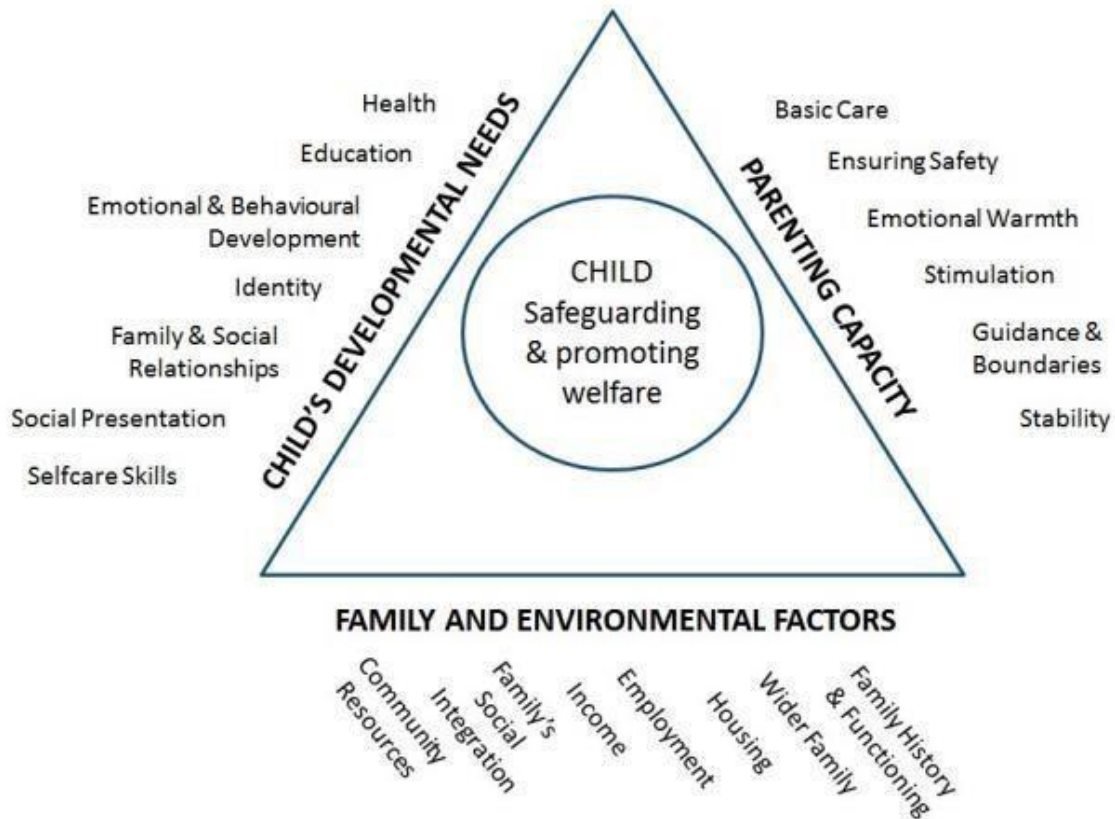 Health
Education
Emotional & Behavioural
Development
Identity
Family & Social
Relationships
Social Presentation
Selfcare Skills
CHILD'S DEVELOPMENTAL NEEDS
CHILD
Safeguarding
& promoting
welfare
PARENTING CAPACITY
Basic Care
Ensuring Safety
Emotional Warmth
Stimulation
Guidance &
Boundaries
Stability
FAMILY AND ENVIRONMENTAL FACTORS
Community
Resources
Family's
Social
Integration
Income
Employment
Housing
Wider Family
Family History
& Functioning